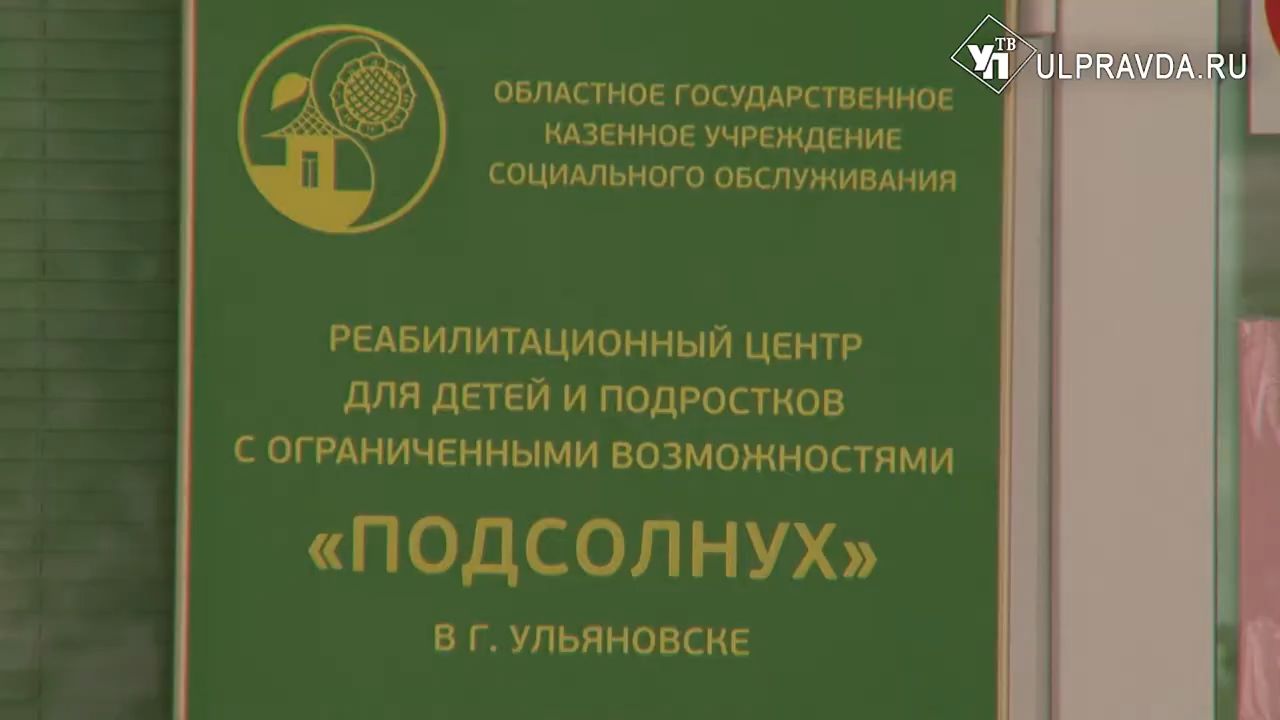 УП ТВ ULPRAVDA.RU
ОБЛАСТНОЕ ГОСУДАРСТВЕННОЕ
КАЗЕННОЕ УЧРЕЖДЕНИЕ
СОЦИАЛЬНОГО ОБСЛУЖИВАНИЯ
РЕАБИЛИТАЦИОННЫЙ ЦЕНТР
ДЛЯ ДЕТЕЙ И ПОДРОСТКОВ
С ОГРАНИЧЕННЫМИ ВОЗМОЖНОСТЯМИ
«ПОДСОЛНУХ»
В Г. УЛЬЯНОВСКЕ